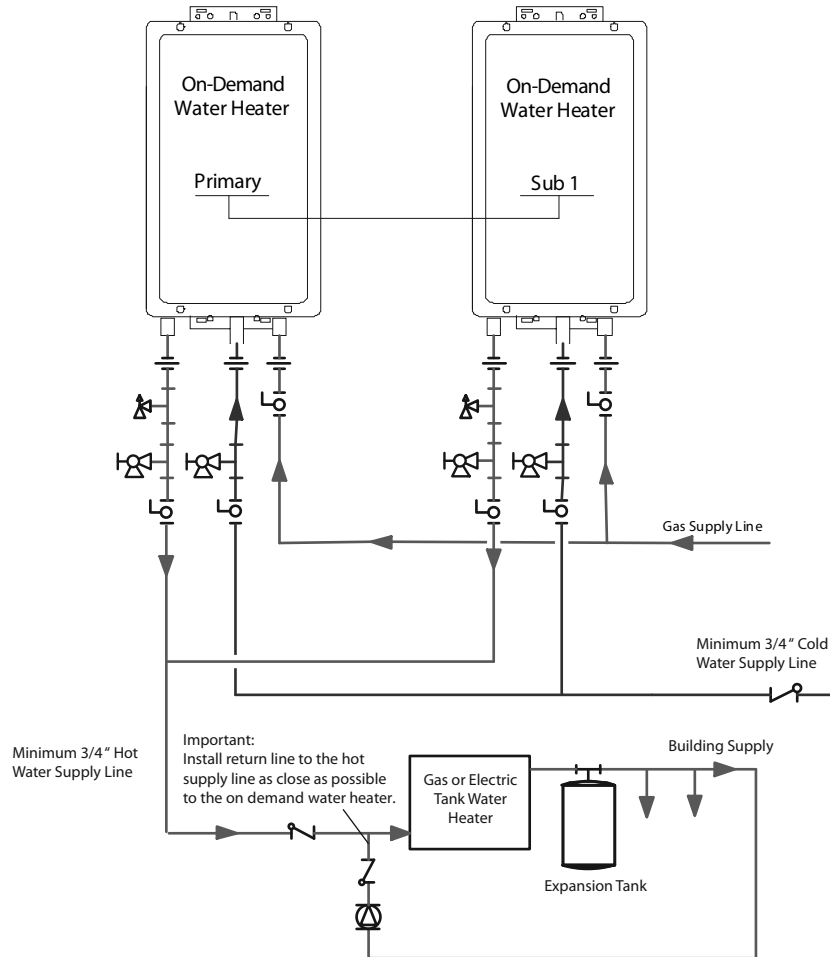 On-Demand
Water Heater
Primary
On-Demand
Water Heater
Sub 1
Gas Supply Line
Minimum 3/4" Cold
Water Supply Line
Minimum 3/4" Hot
Water Supply Line
Important:
Install return line to the hot
supply line as close as possible
to the on demand water heater.
Gas or Electric
Tank Water
Heater
Building Supply
Expansion Tank